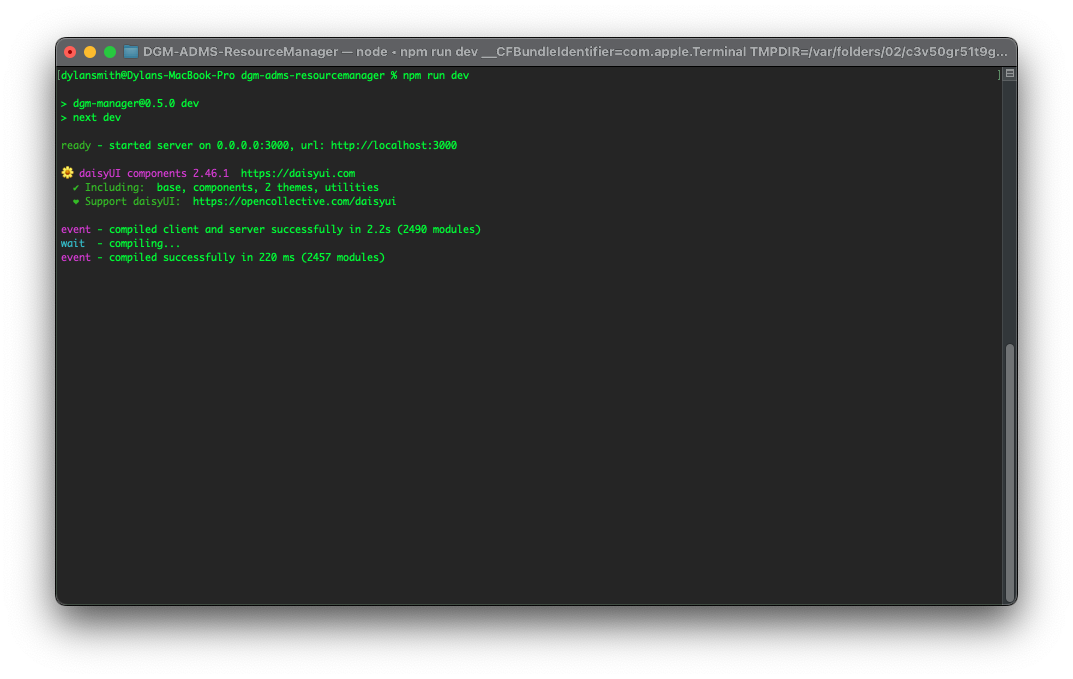 DGM-ADMS-ResourceManager — node • npm run dev __CFBundleIdentifier=com.apple.Terminal TMPDIR=/var/folders/02/c3v50gr51t9g...
[dylansmith@Dylans-MacBook-Pro dgm-adms-resourcemanager % npm run dev ]
> dgm-manager@0.5.0 dev
> next dev
ready - started server on 0.0.0.0:3000, url: http://localhost:3000
🌼 daisyUI components 2.46.1  https://daisyui.com
✔ Including:  base, components, 2 themes, utilities
❤ Support daisyUI:  https://opencollective.com/daisyui
event - compiled client and server successfully in 2.2s (2490 modules)
wait  - compiling...
event - compiled successfully in 220 ms (2457 modules)